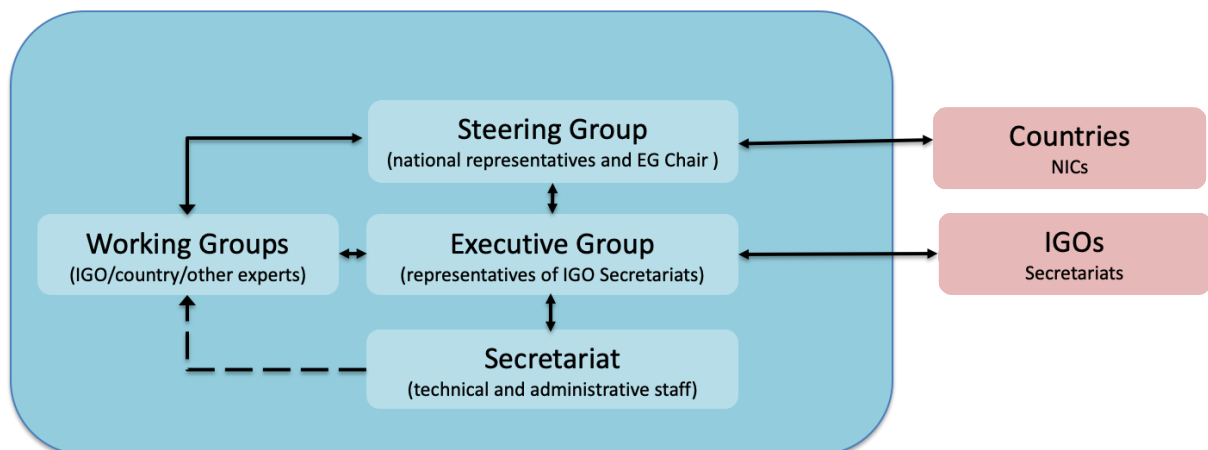 Steering Group
(national representatives and EG Chair )
Countries
NICs
Working Groups
(IGO/country/other experts)
Executive Group
(representatives of IGO Secretariats)
IGOs
Secretariats
Secretariat
(technical and administrative staff)